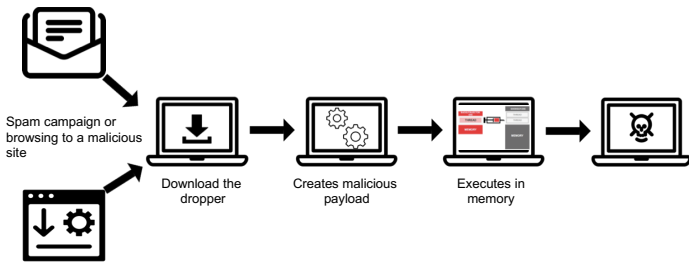 Spam campaign or
browsing to a malicious
site
Download the
dropper
Creates malicious
payload
Executes in
memory